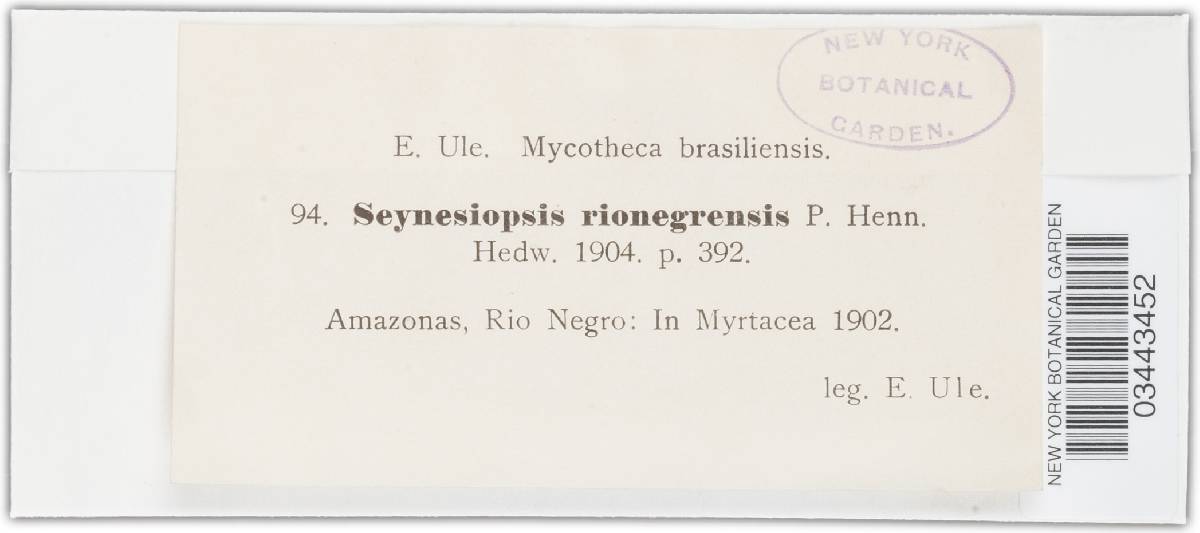 NEW YORK
BOTANICAL
GARDEN.
E. Ule. Mycotheca brasiliensis.
94. Seynesiopsis rionegrensis P. Henn.
Hedw. 1904. p. 392.
Amazonas, Rio Negro: In Myrtacea 1902.
leg. E. Ule.
NEW YORK BOTANICAL GARDEN
03443452